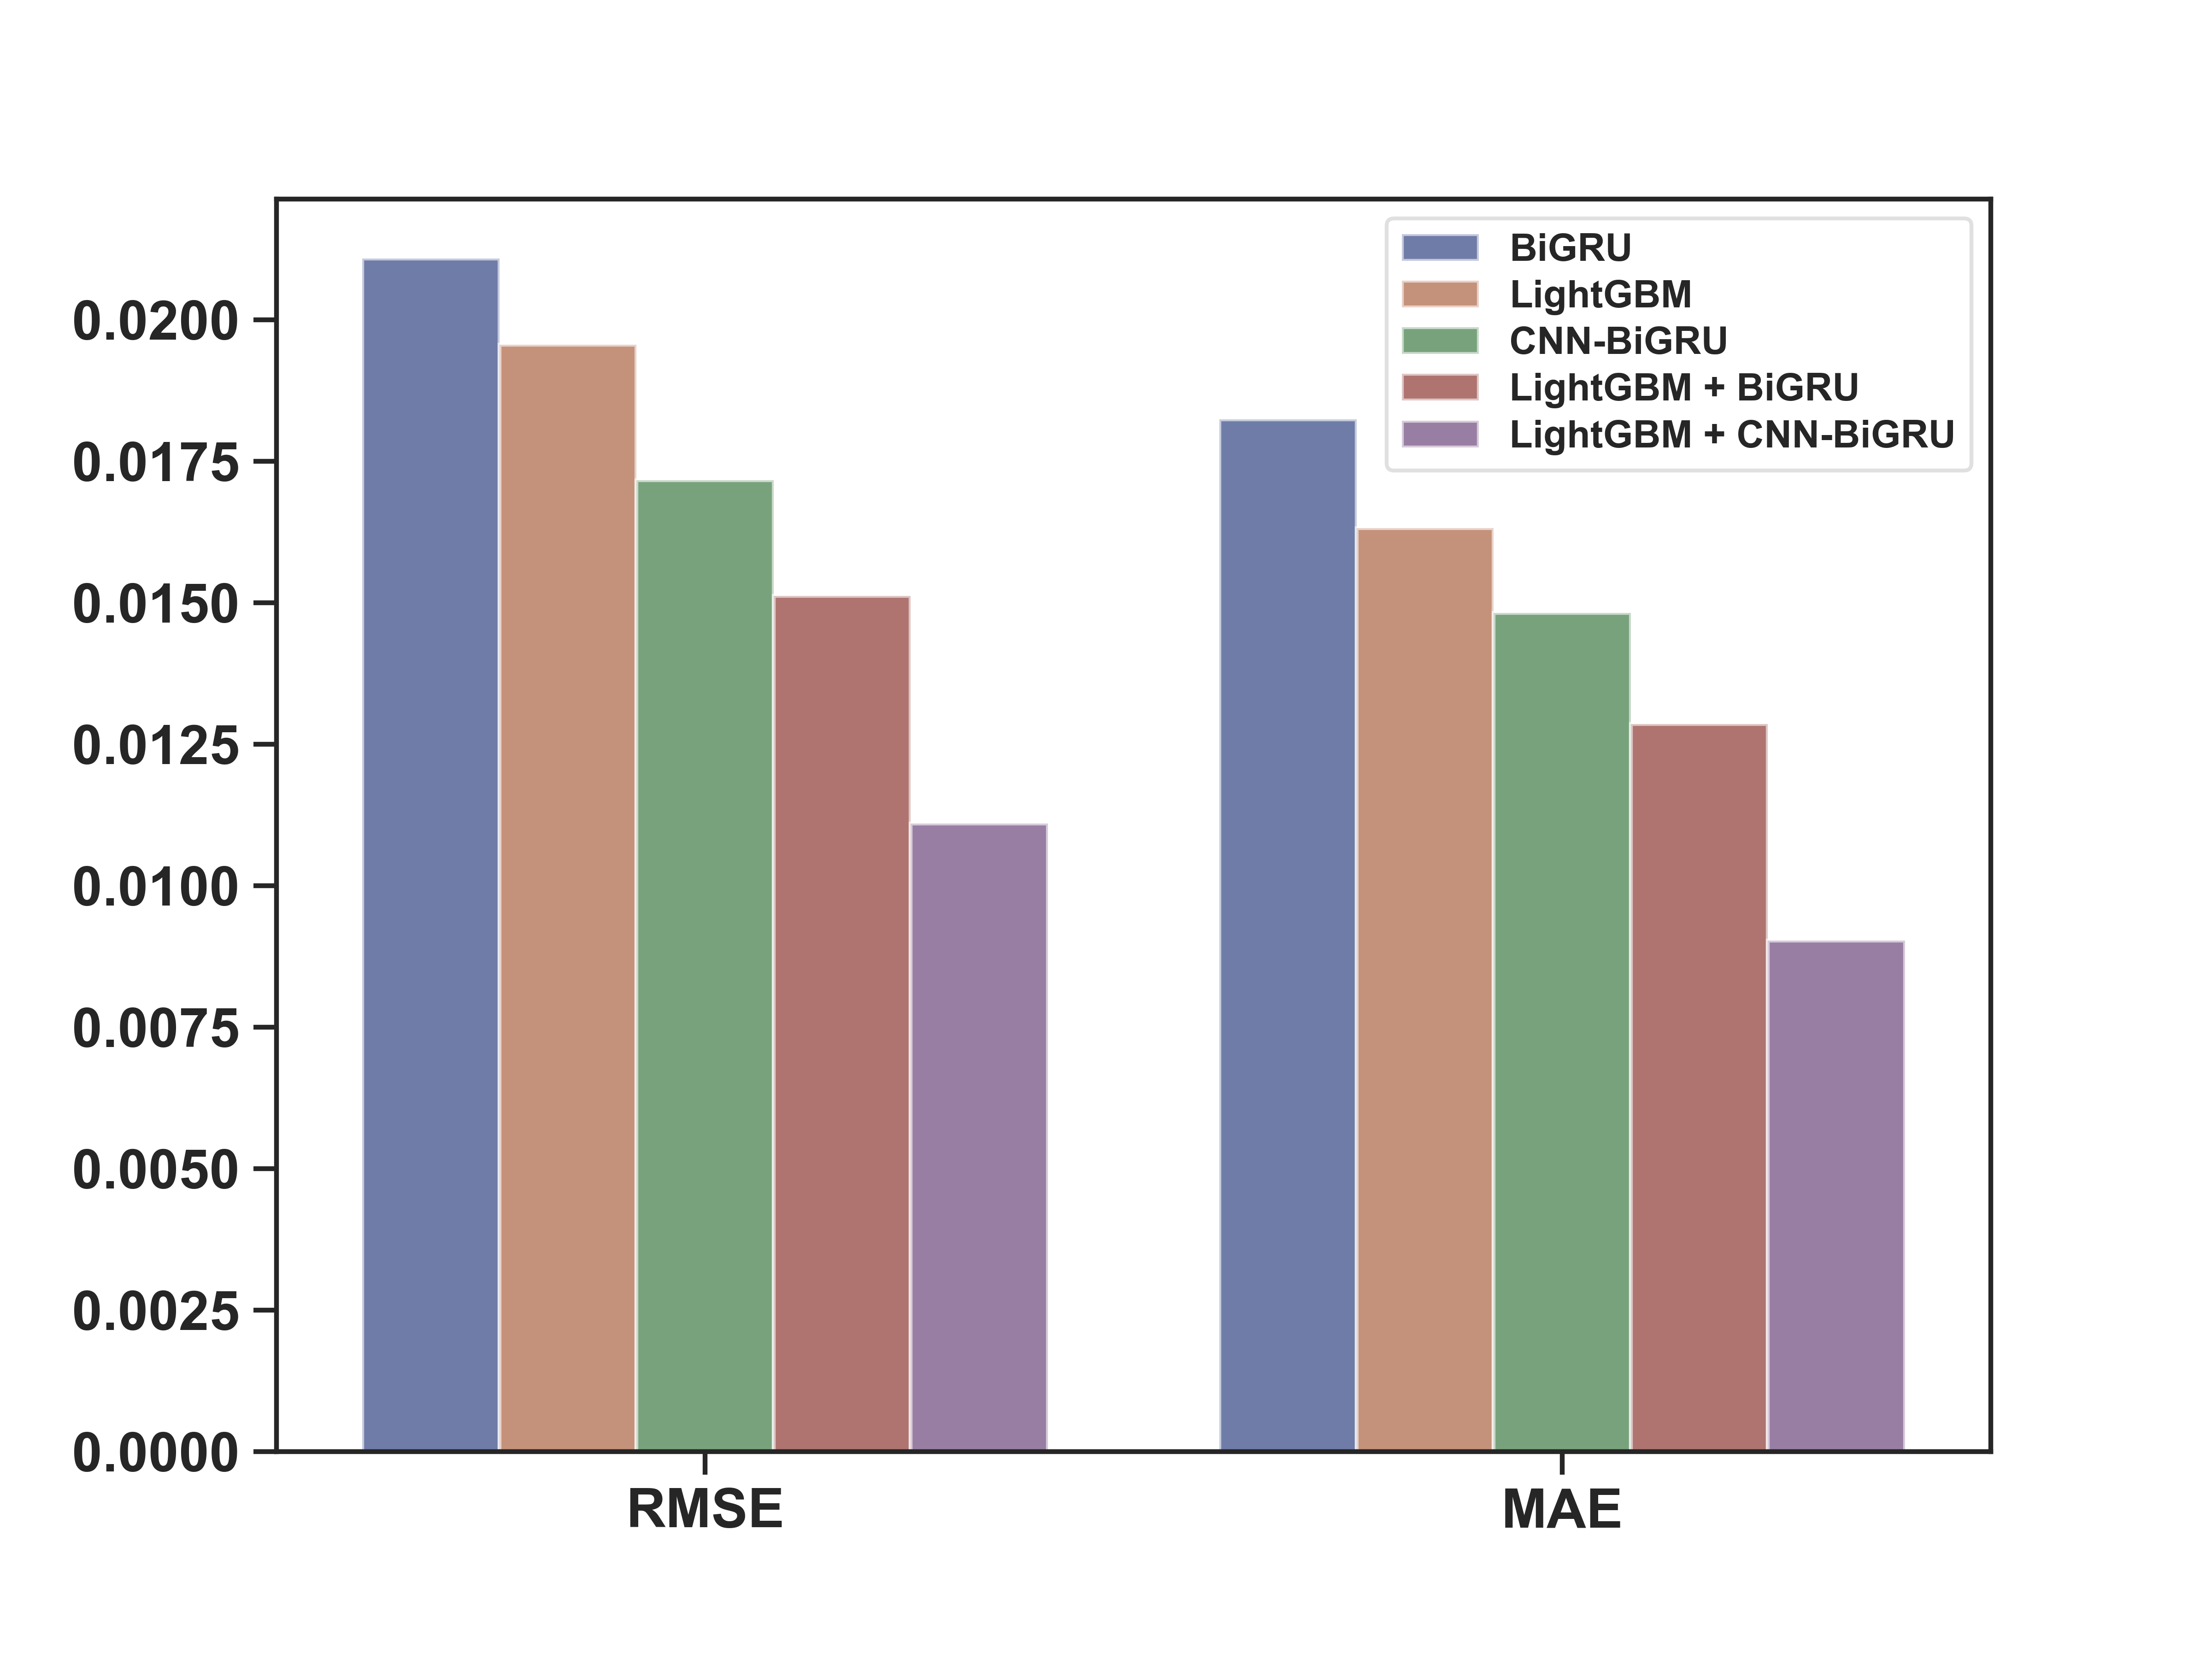 BiGRU
LightGBM
CNN-BiGRU
LightGBM + BiGRU
LightGBM + CNN-BiGRU
0.0200
0.0175
0.0150
0.0125
0.0100
0.0075
0.0050
0.0025
0.0000
RMSE MAE